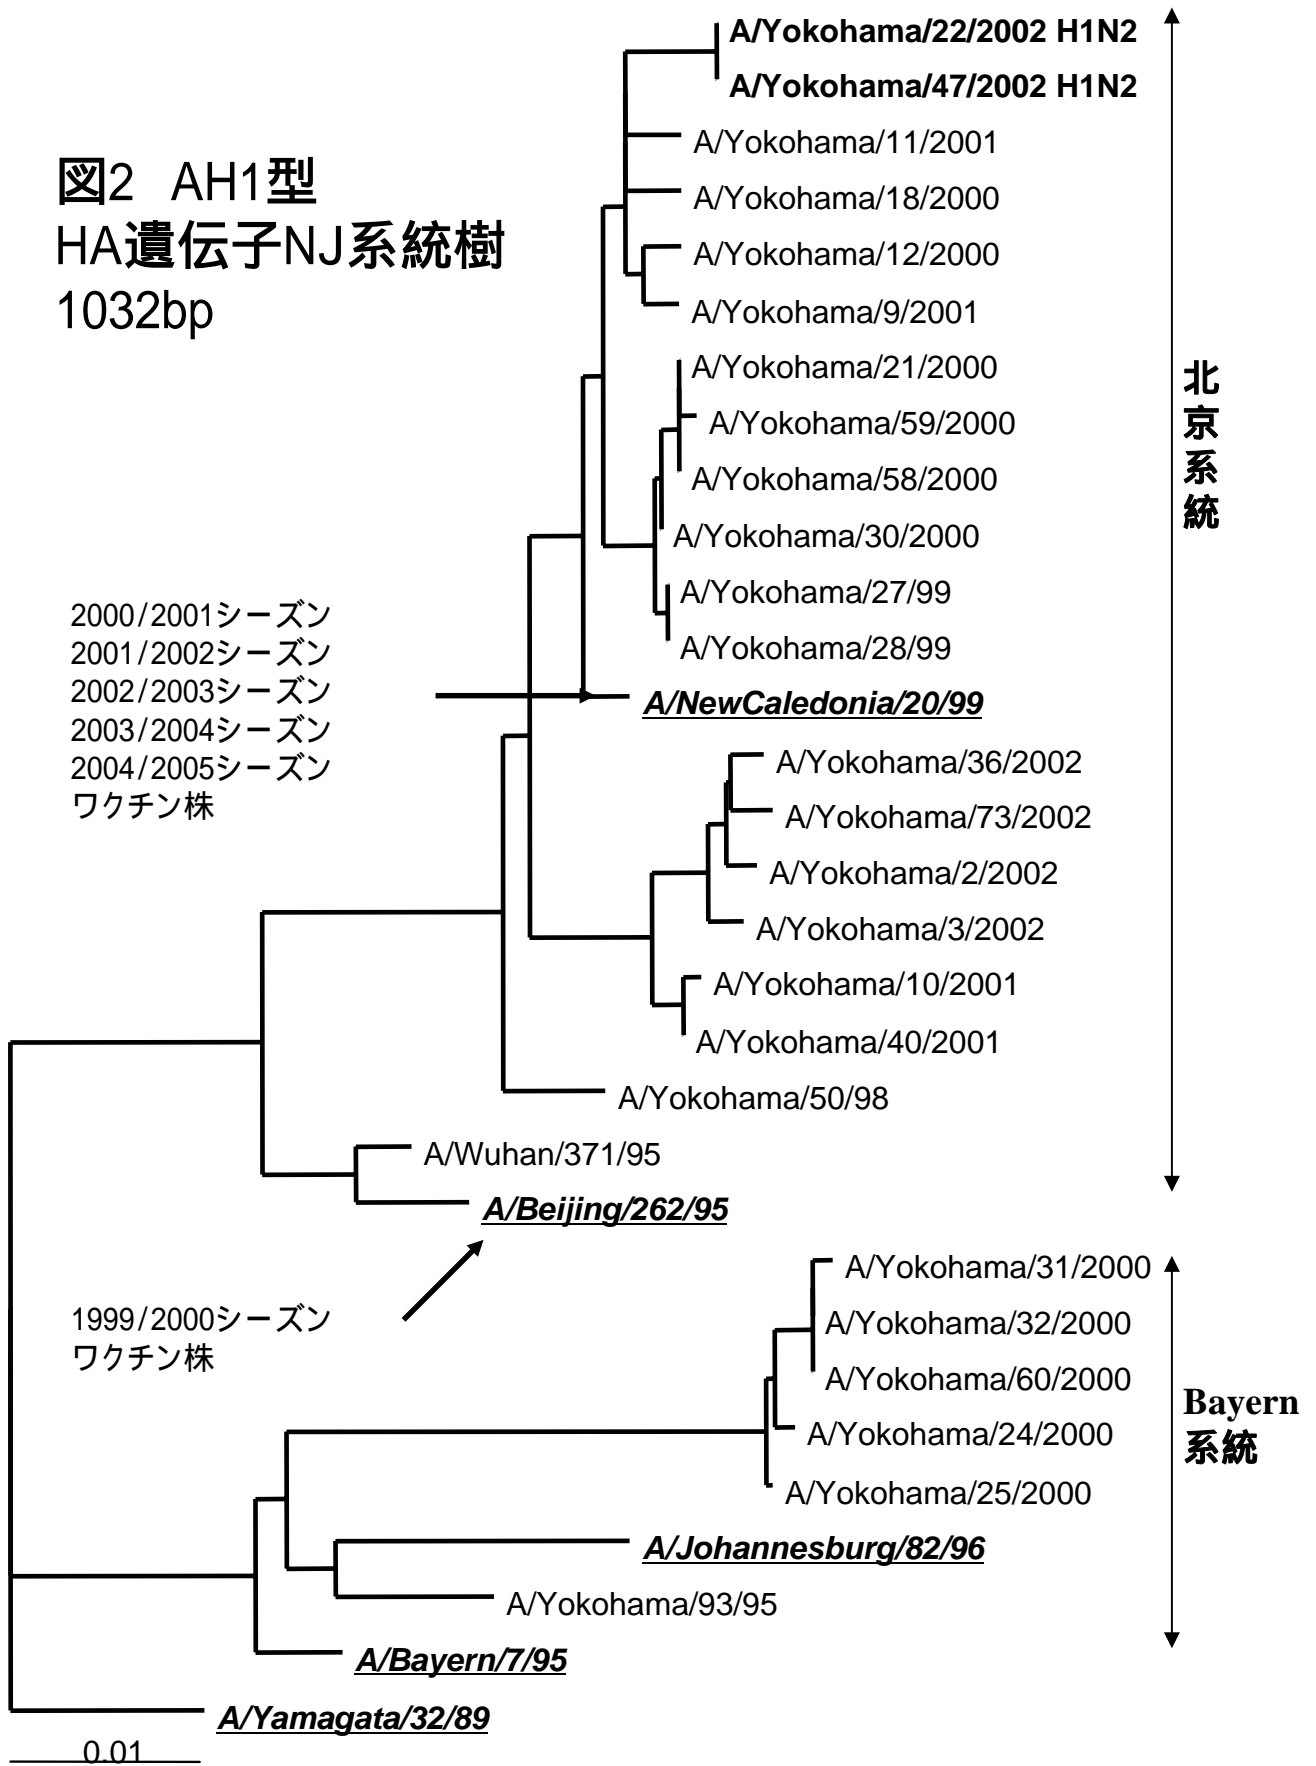 図2 AH1型
HA遺伝子NJ系統樹
1032bp
A/Yokohama/22/2002 H1N2
A/Yokohama/47/2002 H1N2
A/Yokohama/11/2001
A/Yokohama/18/2000
A/Yokohama/12/2000
A/Yokohama/9/2001
A/Yokohama/21/2000
A/Yokohama/59/2000
A/Yokohama/58/2000
A/Yokohama/30/2000
A/Yokohama/27/99
A/Yokohama/28/99
A/NewCaledonia/20/99
A/Yokohama/36/2002
A/Yokohama/73/2002
A/Yokohama/2/2002
A/Yokohama/3/2002
A/Yokohama/10/2001
A/Yokohama/40/2001
A/Yokohama/50/98
A/Wuhan/371/95
A/Beijing/262/95
北京系統
2000/2001シーズン
2001/2002シーズン
2002/2003シーズン
2003/2004シーズン
2004/2005シーズン
ワクチン株
1999/2000シーズン
ワクチン株
A/Yokohama/31/2000
A/Yokohama/32/2000
A/Yokohama/60/2000
A/Yokohama/24/2000
A/Yokohama/25/2000
A/Johannesburg/82/96
A/Yokohama/93/95
A/Bayern/7/95
Bayern
系統
A/Yamagata/32/89
0.01